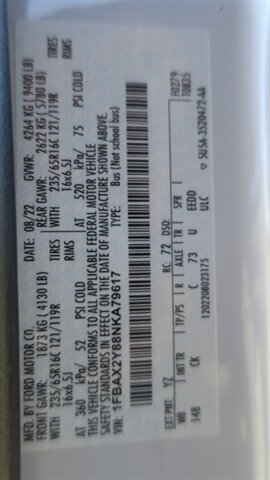 MFD. BY FORD MOTOR CO. DATE: 08/22 GVWR: 4264 KG ( 9400 LB)
FRONT GAWR: 1873 KG ( 4130 LB) REAR GAWR: 2622 KG ( 5780 LB)
WITH 235/65R16C 121/119R TIRES WITH 235/65R16C 121/119R TIRES
16x6.5J RIMS 16x6.5J RIMS
AT 360 kPa/ 52 PSI COLD AT 520 kPa/ 75 PSI COLD
THIS VEHICLE CONFORMS TO ALL APPLICABLE FEDERAL MOTOR VEHICLE
SAFETY STANDARDS IN EFFECT ON THE DATE OF MANUFACTURE SHOWN ABOVE.
VIN: 1FBAX2Y88NKA79617 TYPE: Bus (Not school bus)
F0279
T0835
EXT PNT: YZ RC: 72 DSO:
WB INT TR TP/PS R AXLE TR SPR
148 CK C 73 U EEDD
1202208023175 ULC
▽ 5U5A-3520472-AA